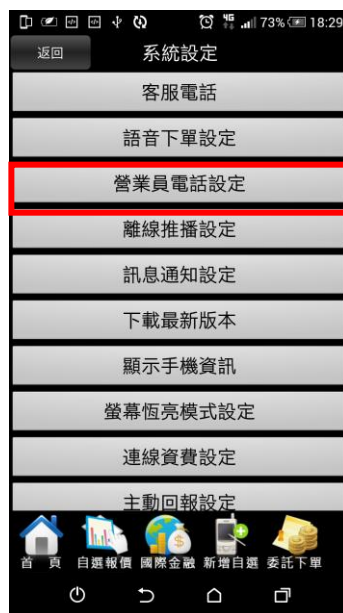 4G 73% 18:29
返回 系統設定
客服電話
語音下單設定
營業員電話設定
離線推播設定
訊息通知設定
下載最新版本
顯示手機資訊
螢幕恆亮模式設定
連線資費設定
主動回報設定
首 頁 自選報價 國際金融 新增自選 委託下單